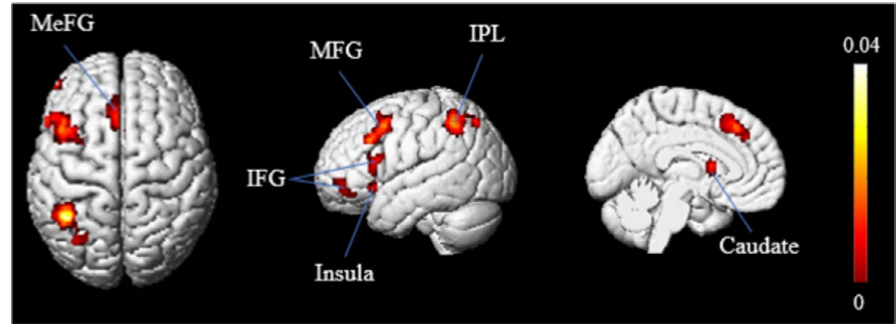 MeFG
MFG
IPL
0.04
IFG
Insula
Caudate
0